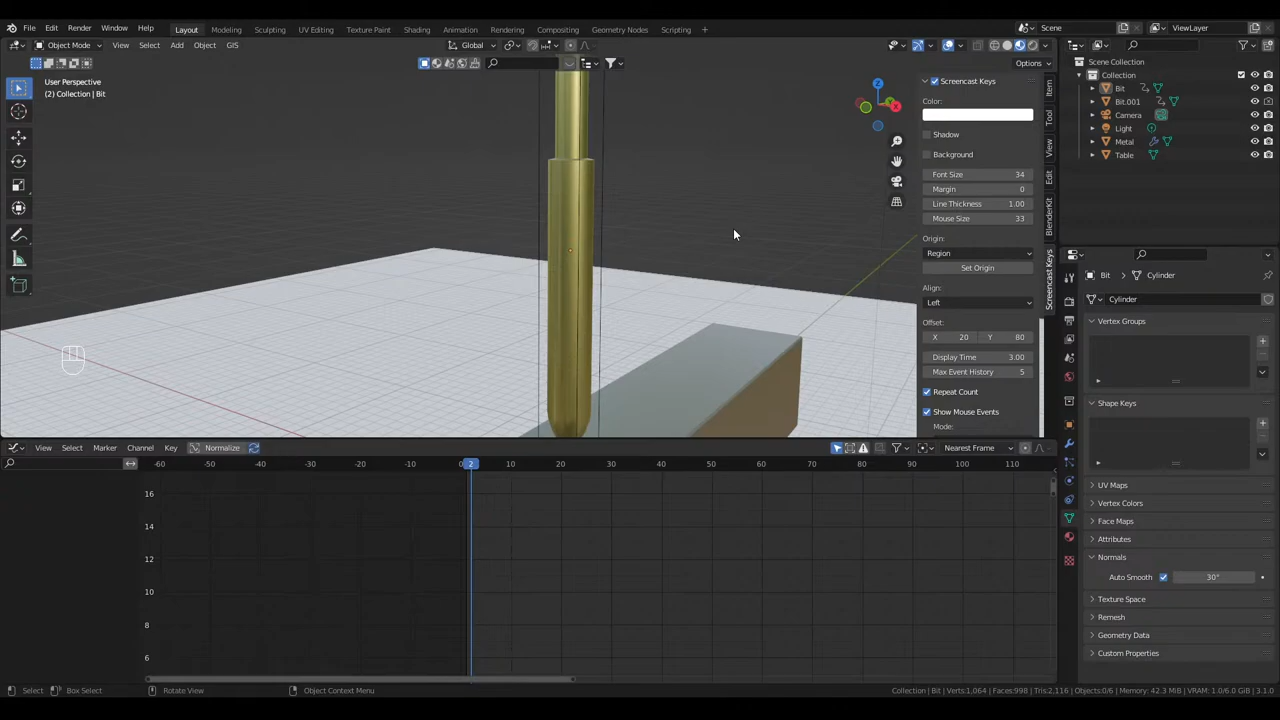 File Edit Render Window Help Layout Modeling Sculpting UV Editing Texture Paint Shading Animation Rendering Compositing Geometry Nodes Scripting + Scene ViewLayer
Object Mode View Select Add Object GIS Global
Options
User Perspective
(2) Collection | Bit
Z
Screencast Keys
Color:
Shadow
Background
Font Size 34
Margin 0
Line Thickness 1.00
Mouse Size 33
Origin:
Region
Set Origin
Align:
Left
Offset:
X 20 Y 80
Display Time 3.00
Max Event History 5
Repeat Count
Show Mouse Events
Mode:
Item
Tool
View
Edit
BlenderKit
Screencast Keys
Scene Collection
Collection
Bit
Bit.001
Camera
Light
Metal
Table
Bit > Cylinder
Cylinder
Vertex Groups
Shape Keys
UV Maps
Vertex Colors
Face Maps
Attributes
Normals
Auto Smooth 30°
Texture Space
Remesh
Geometry Data
Custom Properties
View Select Marker Channel Key Normalize Nearest Frame
-60 -50 -40 -30 -20 -10 0 2 10 20 30 40 50 60 70 80 90 100 110
16
14
12
10
8
6
Select Box Select Rotate View Object Context Menu Collection | Bit | Verts:1,064 | Faces:998 | Tris:2,116 | Objects:0/6 | Memory: 42.3 MiB | VRAM: 1.0/6.0 GiB | 3.1.0